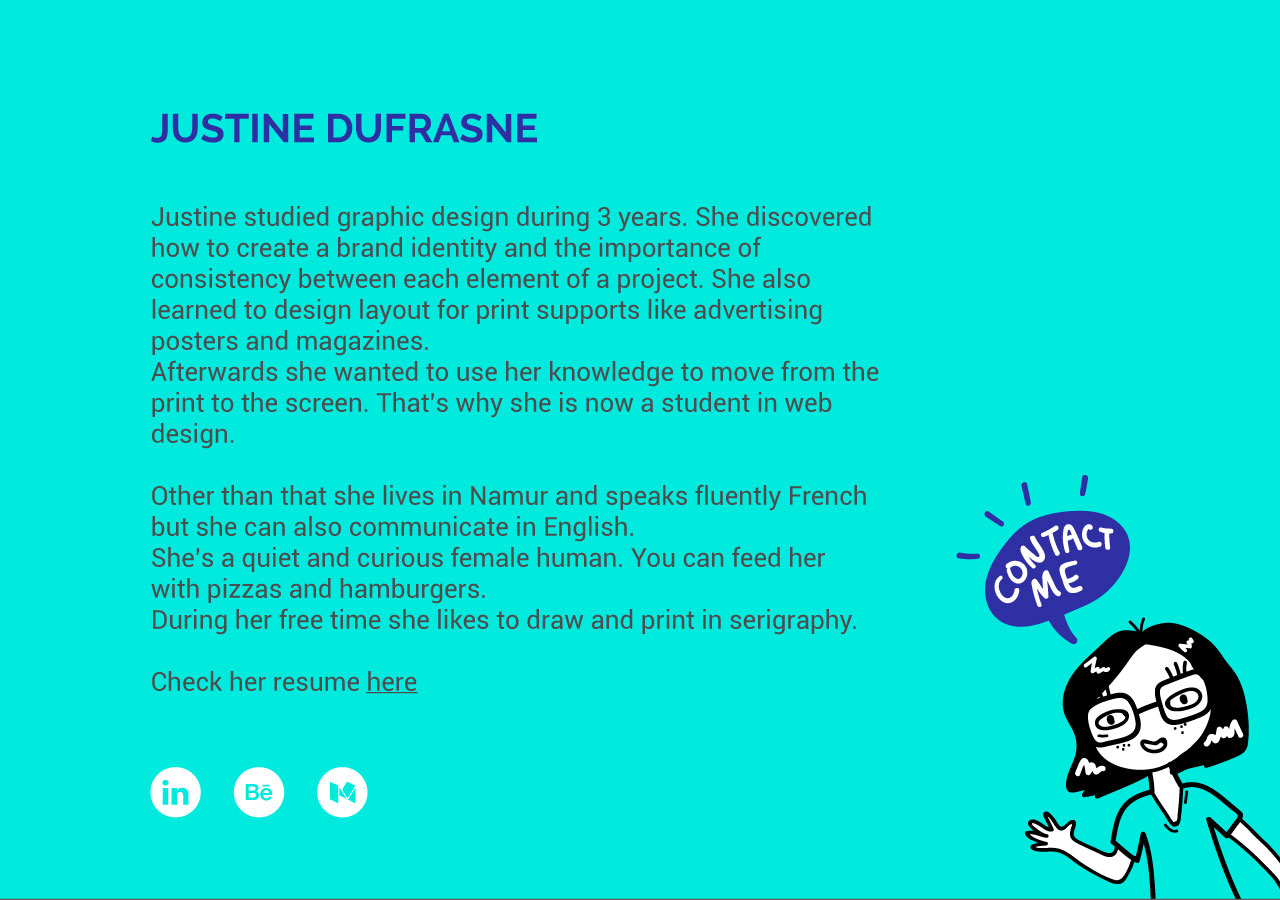 JUSTINE DUFRASNE
Justine studied graphic design during 3 years. She discovered
how to create a brand identity and the importance of
consistency between each element of a project. She also
learned to design layout for print supports like advertising
posters and magazines.
Afterwards she wanted to use her knowledge to move from the
print to the screen. That's why she is now a student in web
design.
Other than that she lives in Namur and speaks fluently French
but she can also communicate in English.
She's a quiet and curious female human. You can feed her
with pizzas and hamburgers.
During her free time she likes to draw and print in serigraphy.
Check her resume here
CONTACT
ME
in Bē M